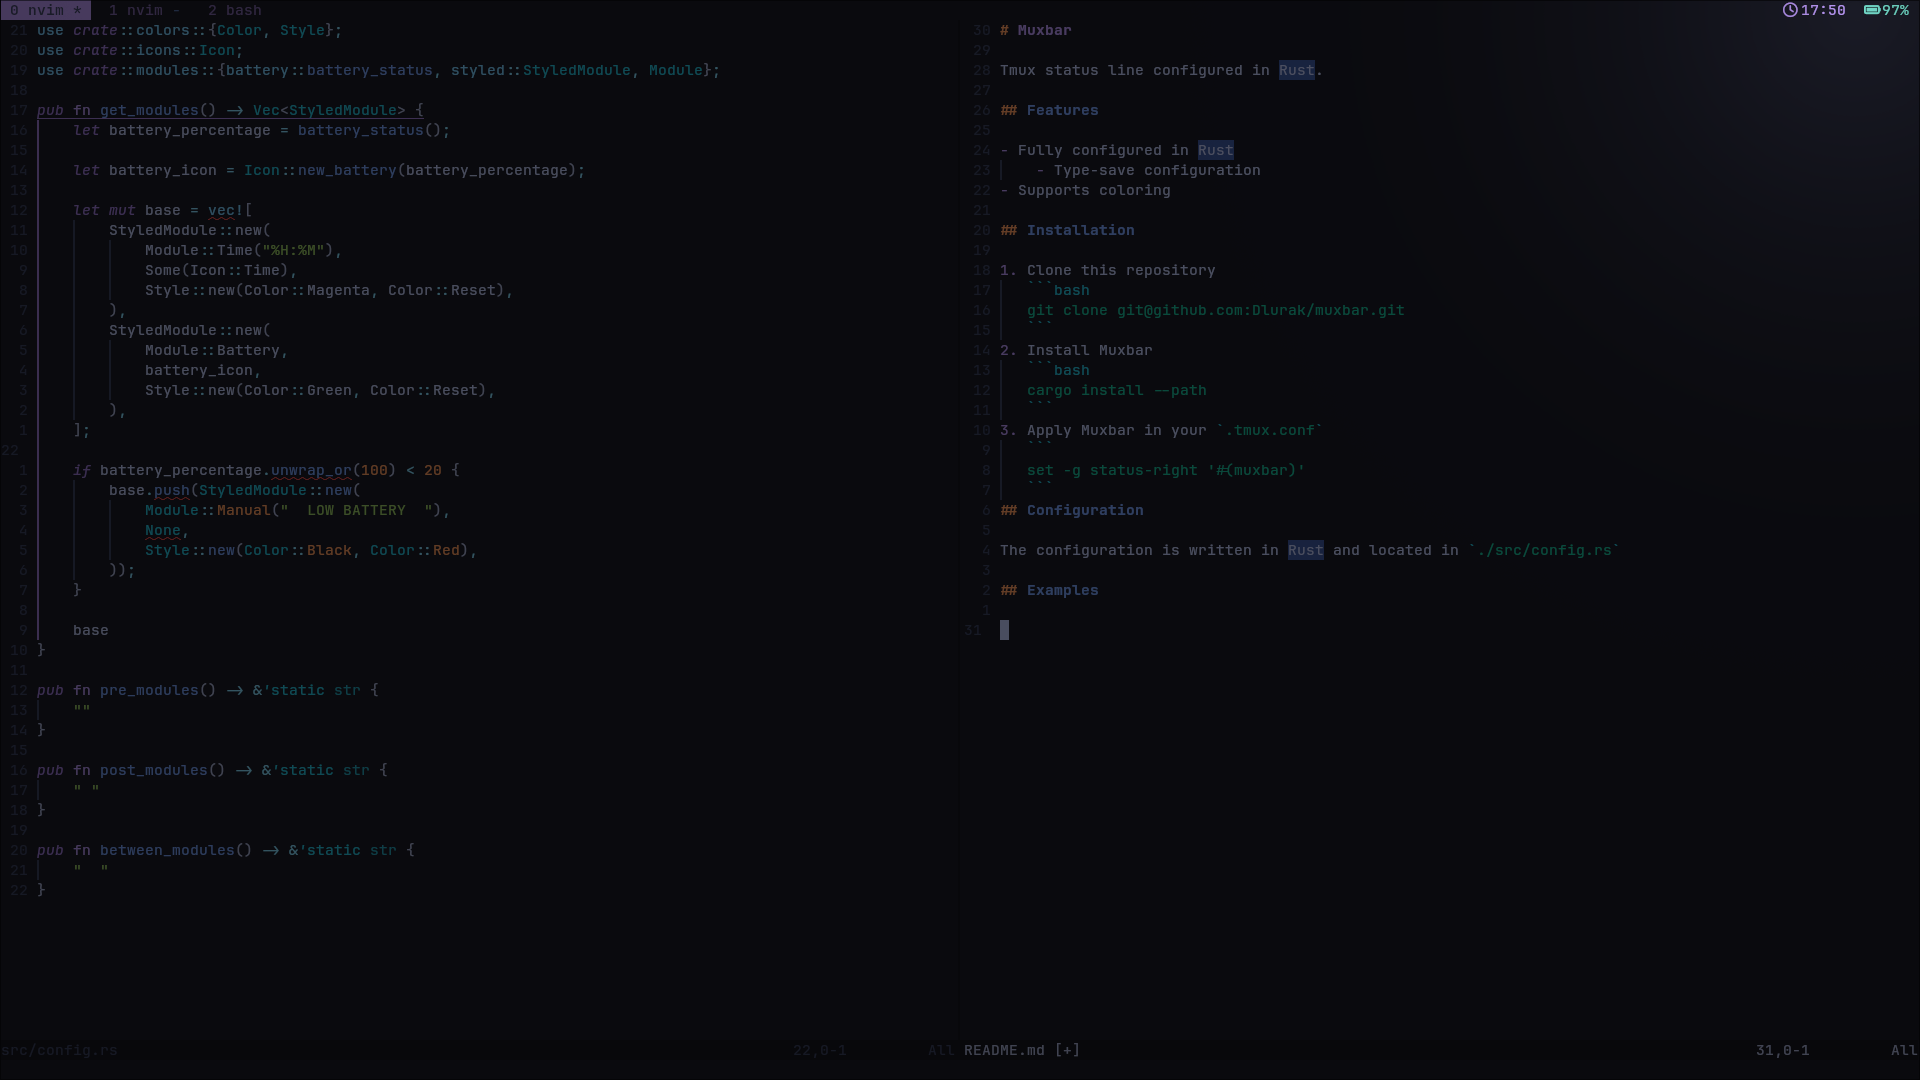 0 nvim * 1 nvim - 2 bash 17:50 97%
21 use crate::colors::{Color, Style};
20 use crate::icons::Icon;
19 use crate::modules::{battery::battery_status, styled::StyledModule, Module};
18
17 pub fn get_modules() -> Vec<StyledModule> {
16 let battery_percentage = battery_status();
15
14 let battery_icon = Icon::new_battery(battery_percentage);
13
12 let mut base = vec![
11 StyledModule::new(
10 Module::Time("%H:%M"),
9 Some(Icon::Time),
8 Style::new(Color::Magenta, Color::Reset),
7 ),
6 StyledModule::new(
5 Module::Battery,
4 battery_icon,
3 Style::new(Color::Green, Color::Reset),
2 ),
1 ];
22
1 if battery_percentage.unwrap_or(100) < 20 {
2 base.push(StyledModule::new(
3 Module::Manual("  LOW BATTERY  "),
4 None,
5 Style::new(Color::Black, Color::Red),
6 ));
7 }
8
9 base
10 }
11
12 pub fn pre_modules() -> &'static str {
13 ""
14 }
15
16 pub fn post_modules() -> &'static str {
17 " "
18 }
19
20 pub fn between_modules() -> &'static str {
21 "  "
22 }
src/config.rs 22,0-1 All
30 # Muxbar
29
28 Tmux status line configured in Rust.
27
26 ## Features
25
24 - Fully configured in Rust
23 - Type-save configuration
22 - Supports coloring
21
20 ## Installation
19
18 1. Clone this repository
17 ```bash
16 git clone git@github.com:Dlurak/muxbar.git
15 ```
14 2. Install Muxbar
13 ```bash
12 cargo install --path
11 ```
10 3. Apply Muxbar in your `.tmux.conf`
9 ```
8 set -g status-right '#(muxbar)'
7 ```
6 ## Configuration
5
4 The configuration is written in Rust and located in `./src/config.rs`
3
2 ## Examples
1
31
README.md [+] 31,0-1 All